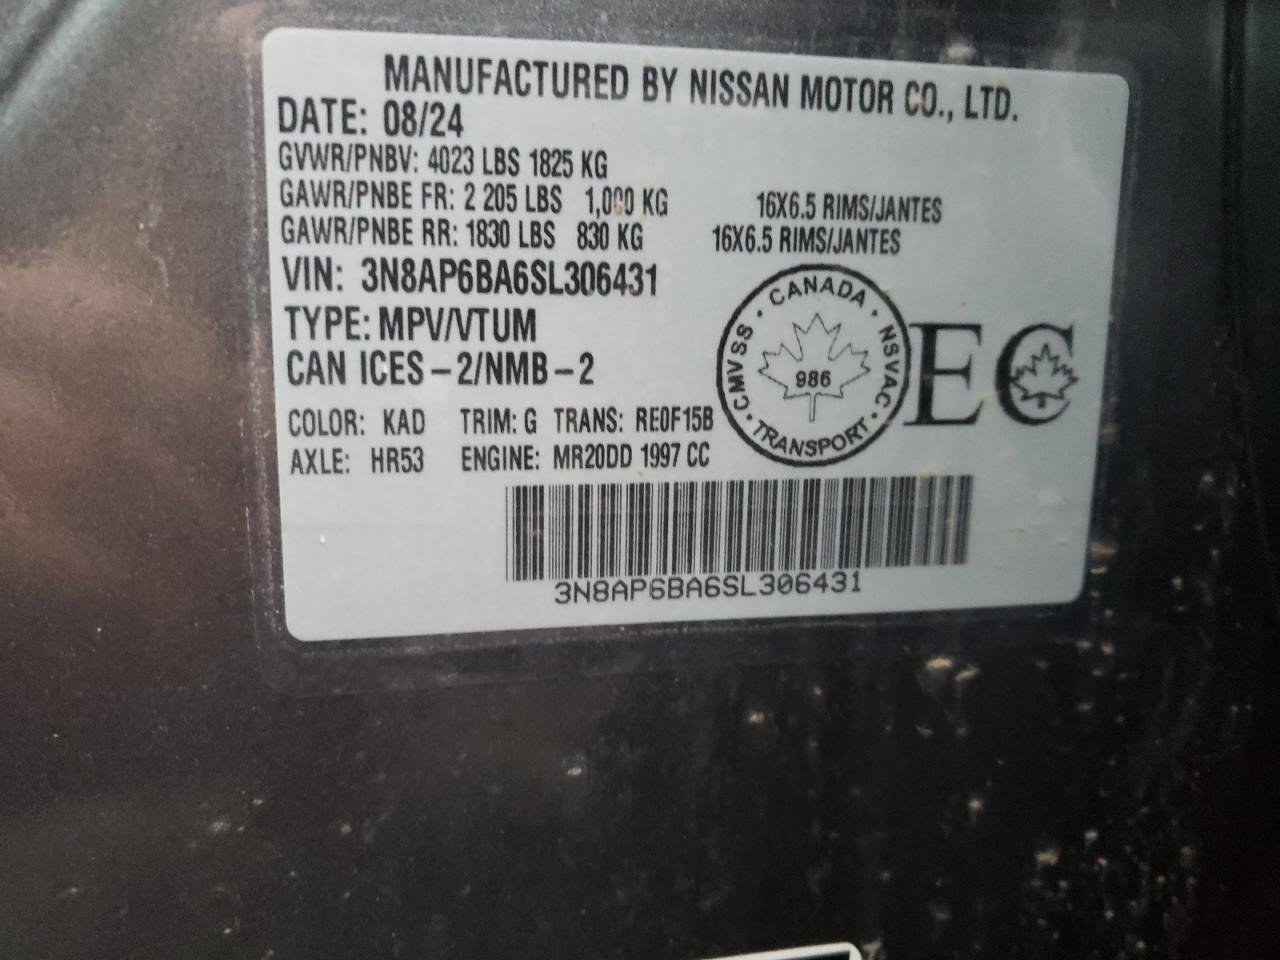 MANUFACTURED BY NISSAN MOTOR CO., LTD.
DATE: 08/24
GVWR/PNBV: 4023 LBS 1825 KG
GAWR/PNBE FR: 2 205 LBS 1,000 KG 16X6.5 RIMS/JANTES
GAWR/PNBE RR: 1830 LBS 830 KG 16X6.5 RIMS/JANTES
VIN: 3N8AP6BA6SL306431
TYPE: MPV/VTUM
CAN ICES-2/NMB-2
COLOR: KAD TRIM: G TRANS: RE0F15B
AXLE: HR53 ENGINE: MR20DD 1997 CC
CMVSS · CANADA · NSVAC · TRANSPORT ·
986
EC
3N8AP6BA6SL306431